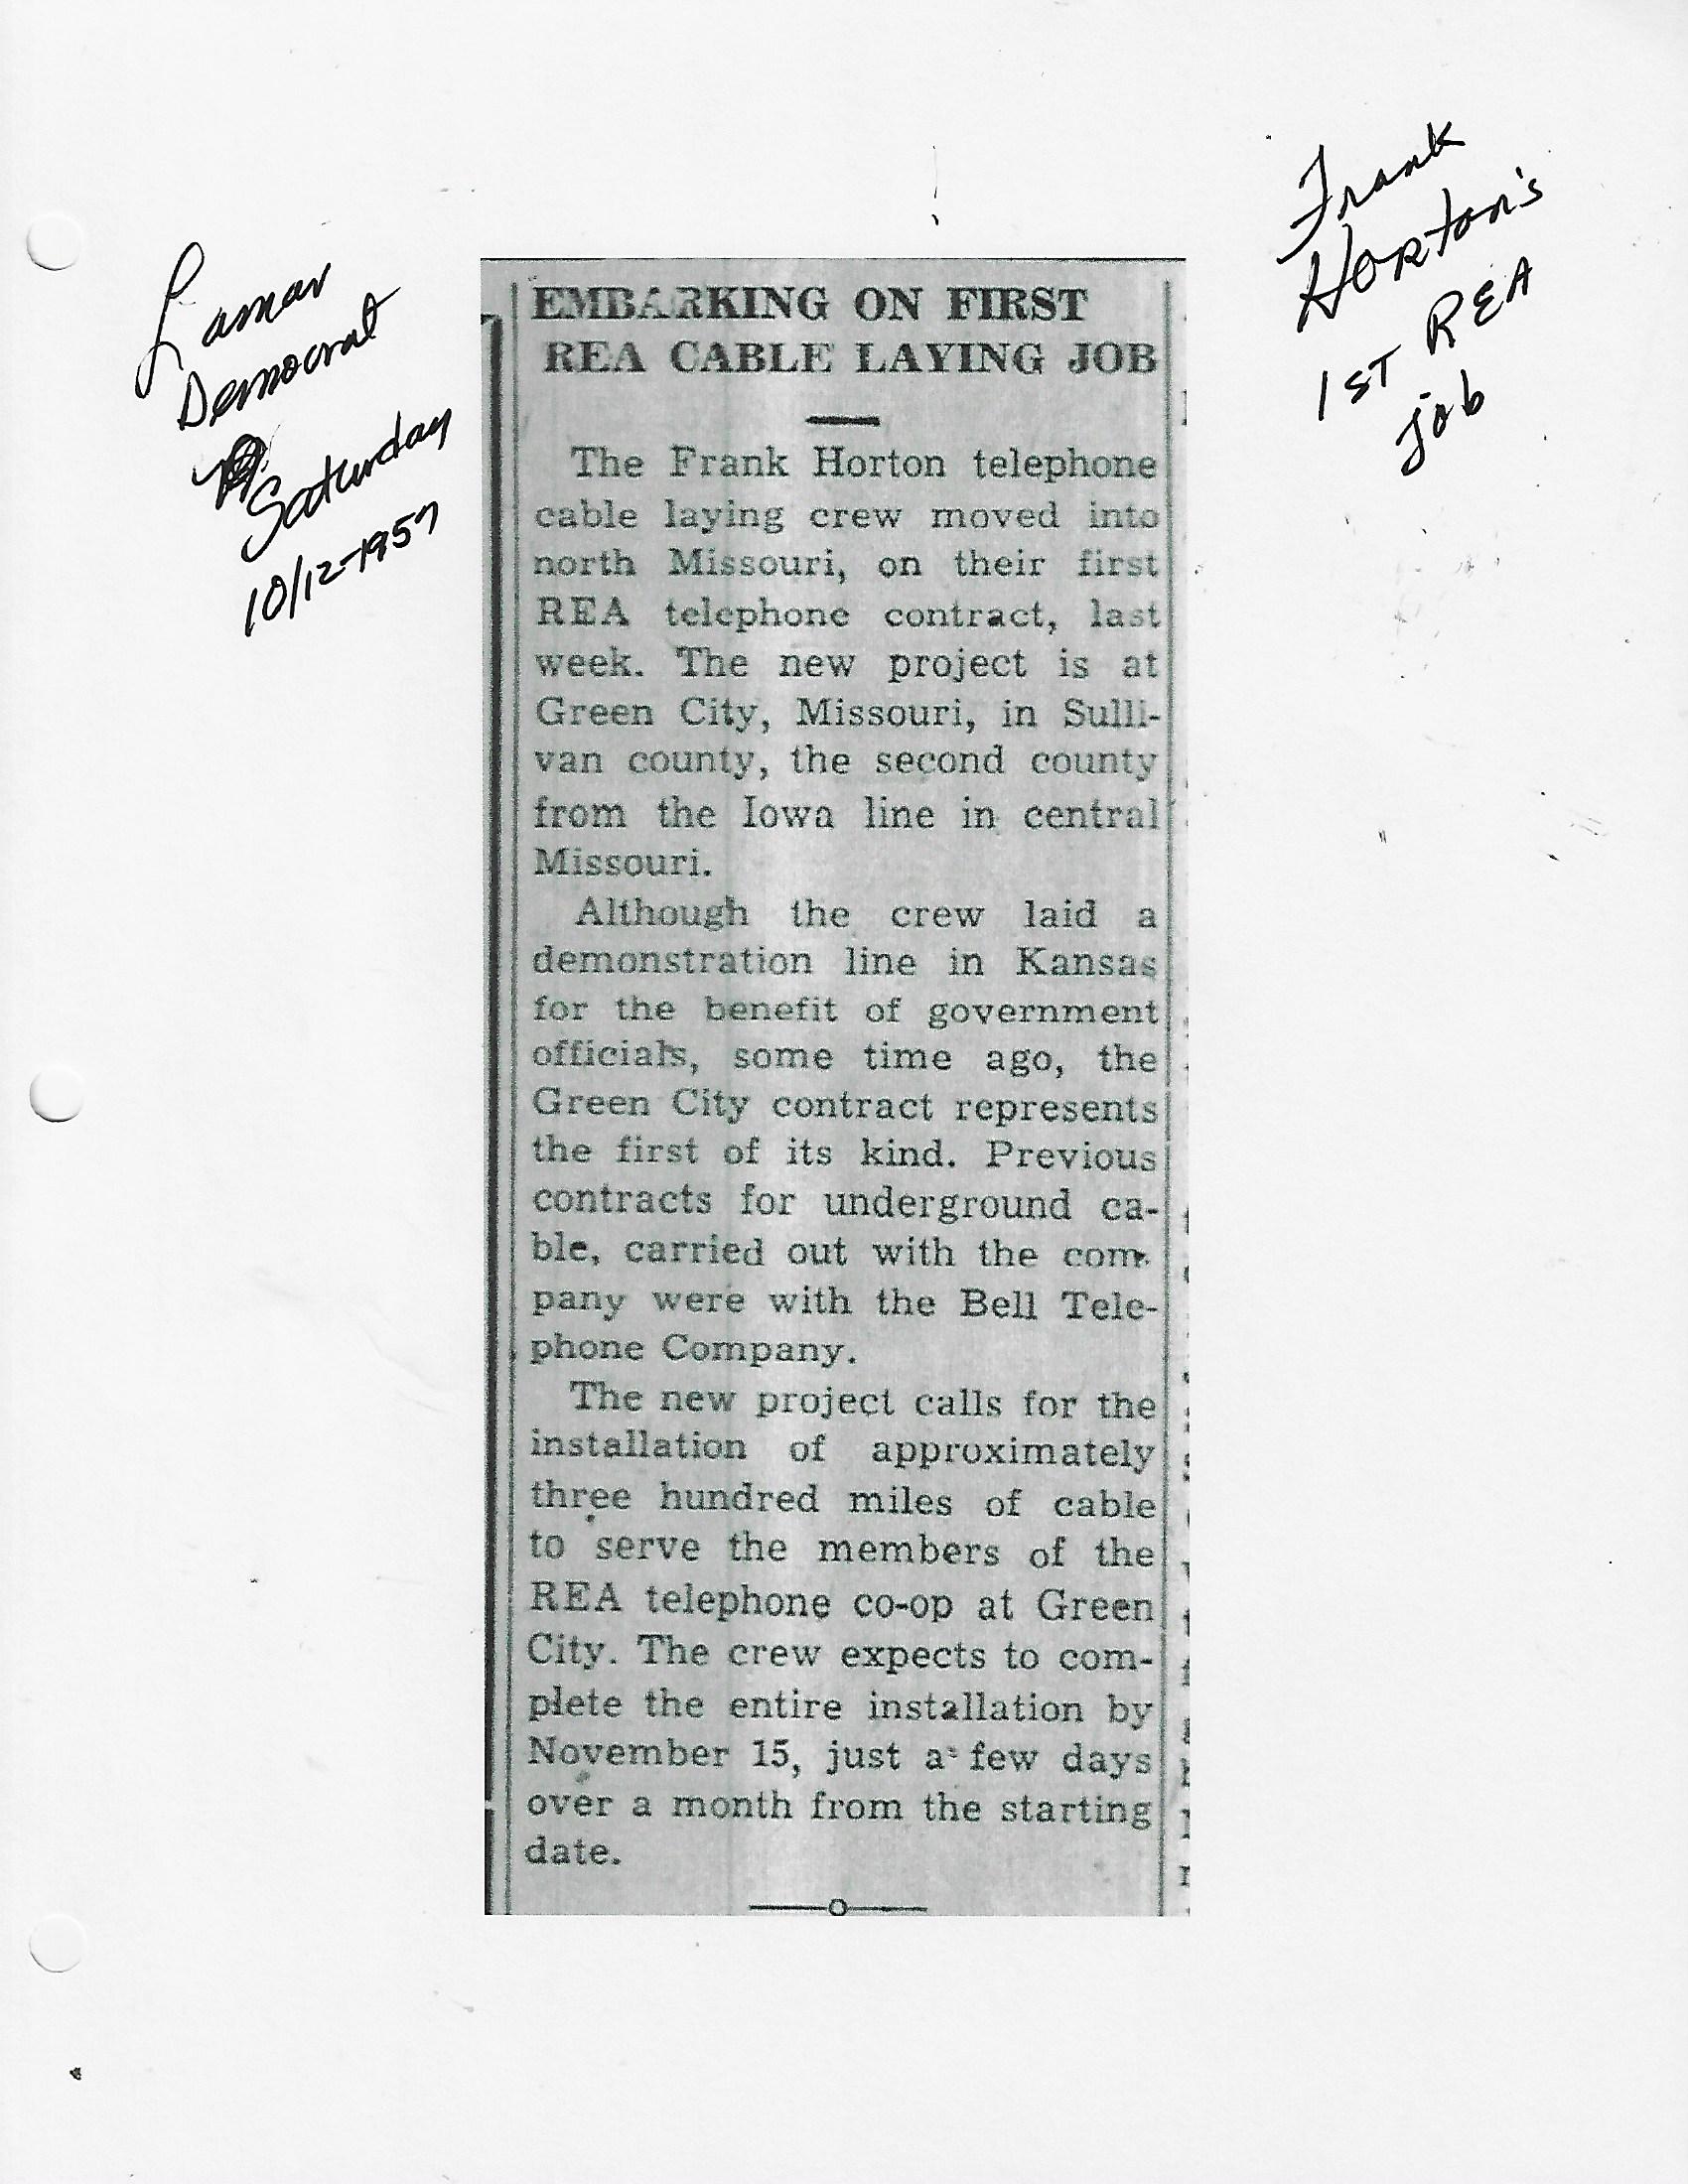 Lamar
Democrat
Saturday
10/12-1957
Frank
Horton's
1ST REA
job
EMBARKING ON FIRST
REA CABLE LAYING JOB
The Frank Horton telephone
cable laying crew moved into
north Missouri, on their first
REA telephone contract, last
week. The new project is at
Green City, Missouri, in Sulli-
van county, the second county
from the Iowa line in central
Missouri.
Although the crew laid a
demonstration line in Kansas
for the benefit of government
officials, some time ago, the
Green City contract represents
the first of its kind. Previous
contracts for underground ca-
ble, carried out with the com-
pany were with the Bell Tele-
phone Company.
The new project calls for the
installation of approximately
three hundred miles of cable
to serve the members of the
REA telephone co-op at Green
City. The crew expects to com-
plete the entire installation by
November 15, just a few days
over a month from the starting
date.